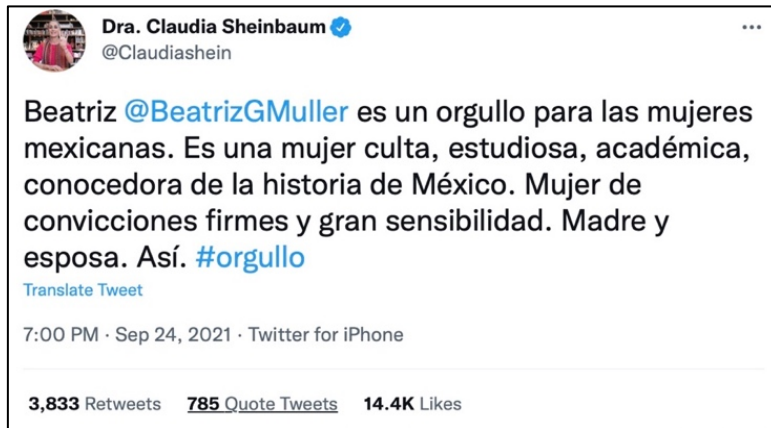 Dra. Claudia Sheinbaum
@Claudiashein
Beatriz @BeatrizGMuller es un orgullo para las mujeres
mexicanas. Es una mujer culta, estudiosa, académica,
conocedora de la historia de México. Mujer de
convicciones firmes y gran sensibilidad. Madre y
esposa. Así. #orgullo
Translate Tweet
7:00 PM · Sep 24, 2021 · Twitter for iPhone
3,833 Retweets 785 Quote Tweets 14.4K Likes